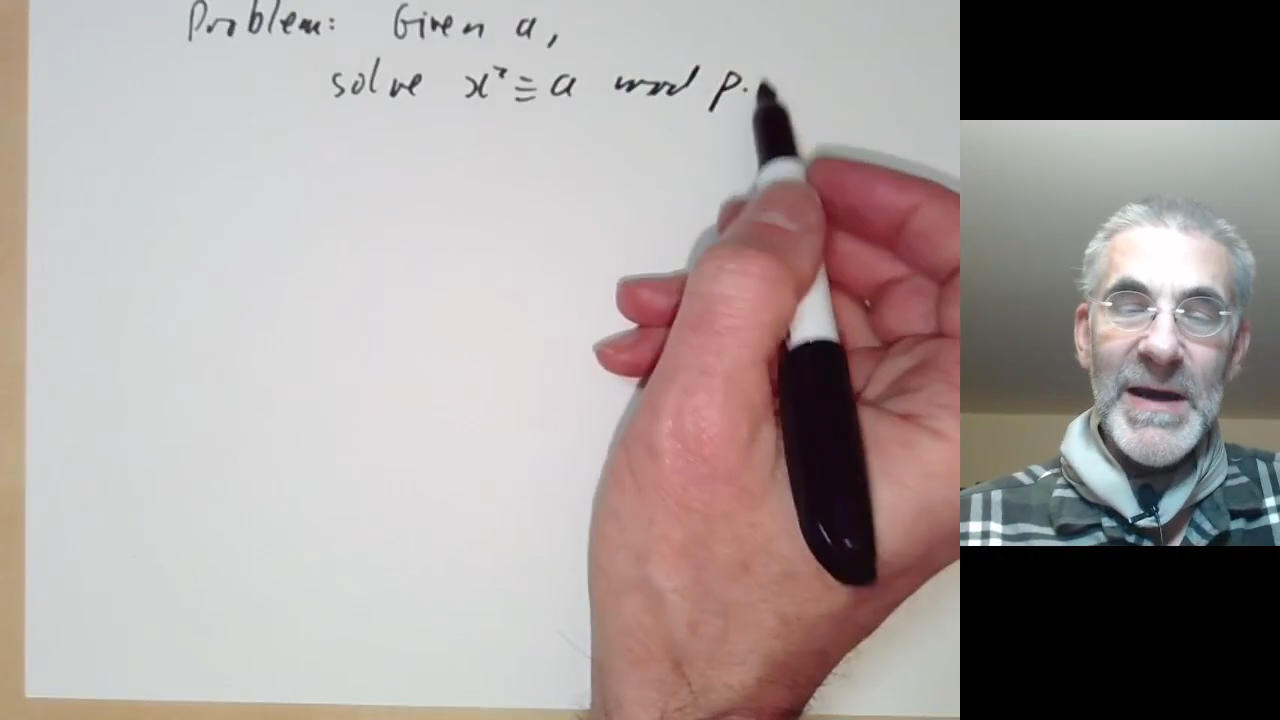 Problem: Given a,
solve x² ≡ a mod p.